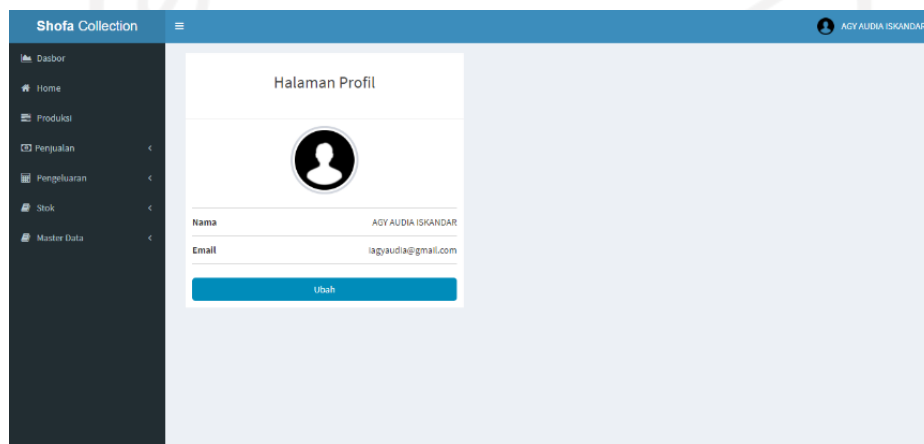 Shofa Collection
AGY AUDIA ISKANDAR
Dasbor
Home
Produksi
Penjualan
Pengeluaran
Stok
Master Data
Halaman Profil
Nama AGY AUDIA ISKANDAR
Email iagyaudia@gmail.com
Ubah